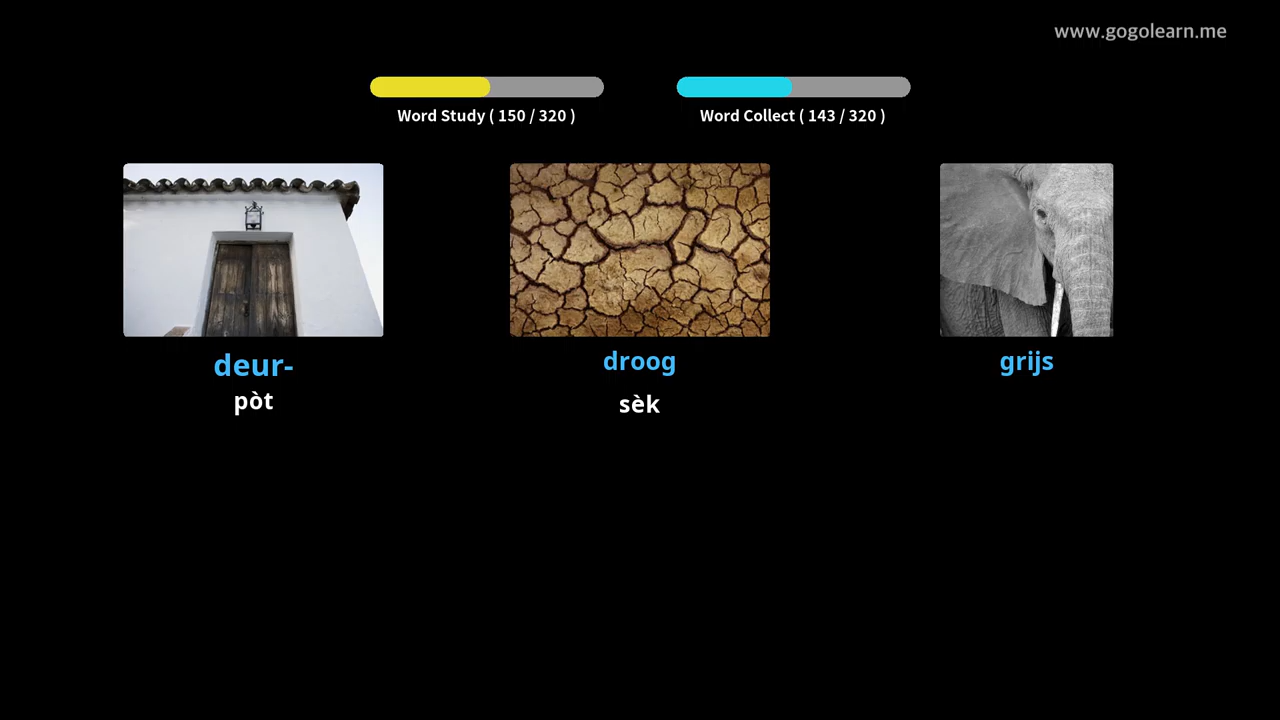 www.gogolearn.me
Word Study ( 150 / 320 )
Word Collect ( 143 / 320 )
deur-
pòt
droog
sèk
grijs